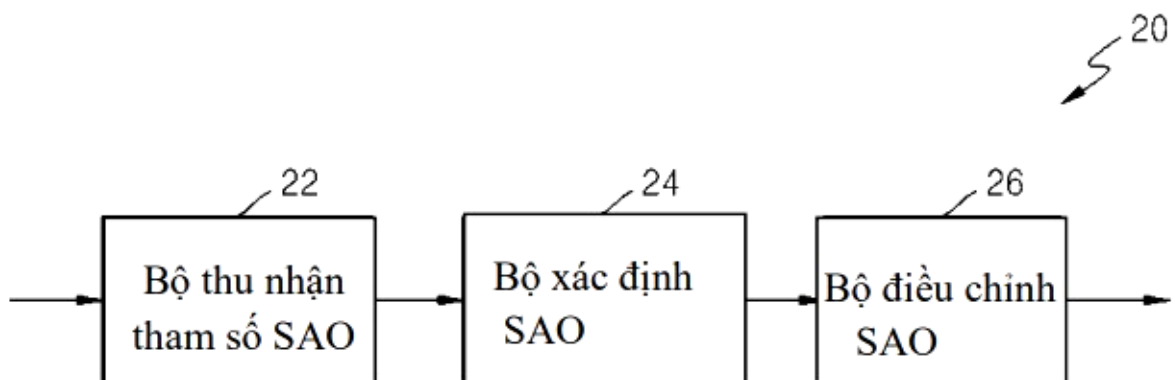 20
22
24
26
Bộ thu nhận
tham số SAO
Bộ xác định
SAO
Bộ điều chỉnh
SAO